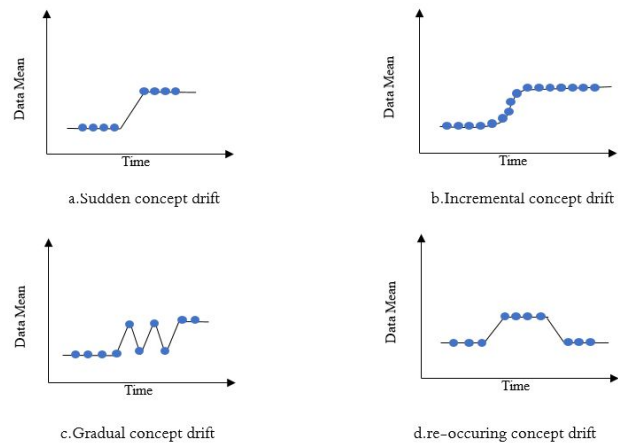 Data Mean
Time
a.Sudden concept drift
Data Mean
Time
b.Incremental concept drift
Data Mean
Time
c.Gradual concept drift
Data Mean
Time
d.re-occuring concept drift